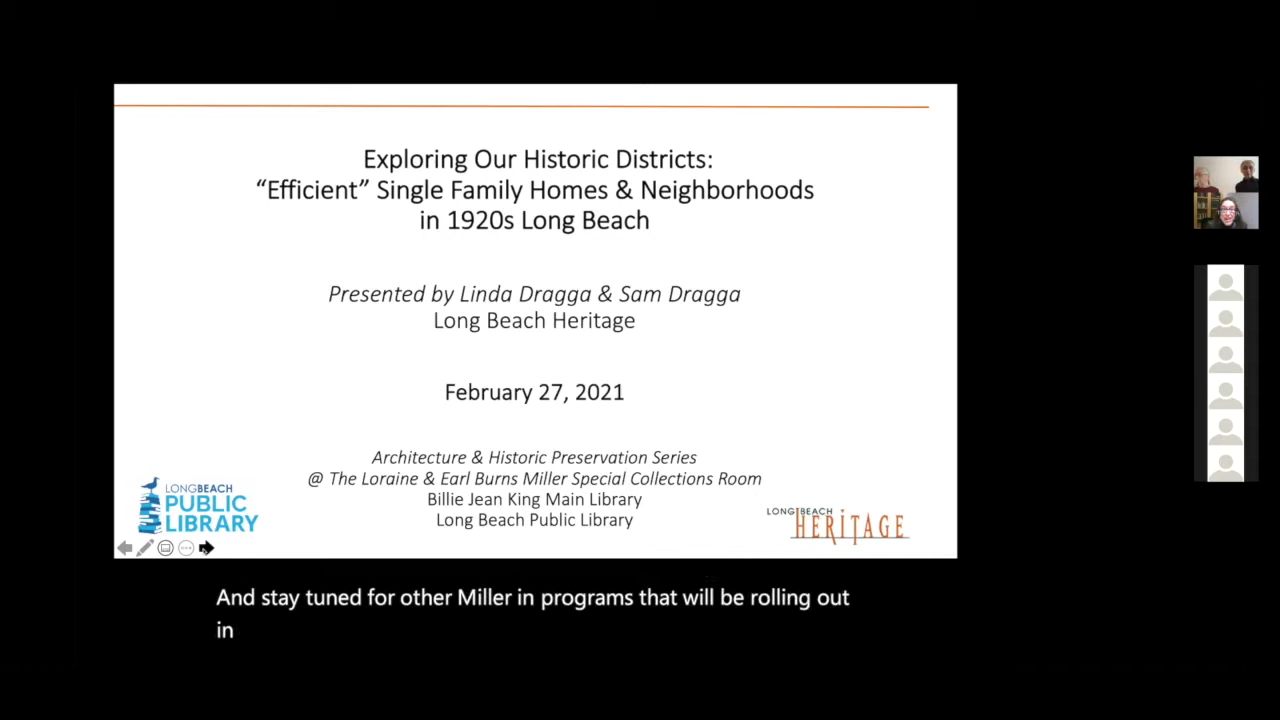 Exploring Our Historic Districts:
“Efficient” Single Family Homes & Neighborhoods
in 1920s Long Beach
Presented by Linda Dragga & Sam Dragga
Long Beach Heritage
February 27, 2021
Architecture & Historic Preservation Series
@ The Loraine & Earl Burns Miller Special Collections Room
Billie Jean King Main Library
Long Beach Public Library
LONGBEACH
PUBLIC
LIBRARY
LONG BEACH
HERITAGE
And stay tuned for other Miller in programs that will be rolling out
in